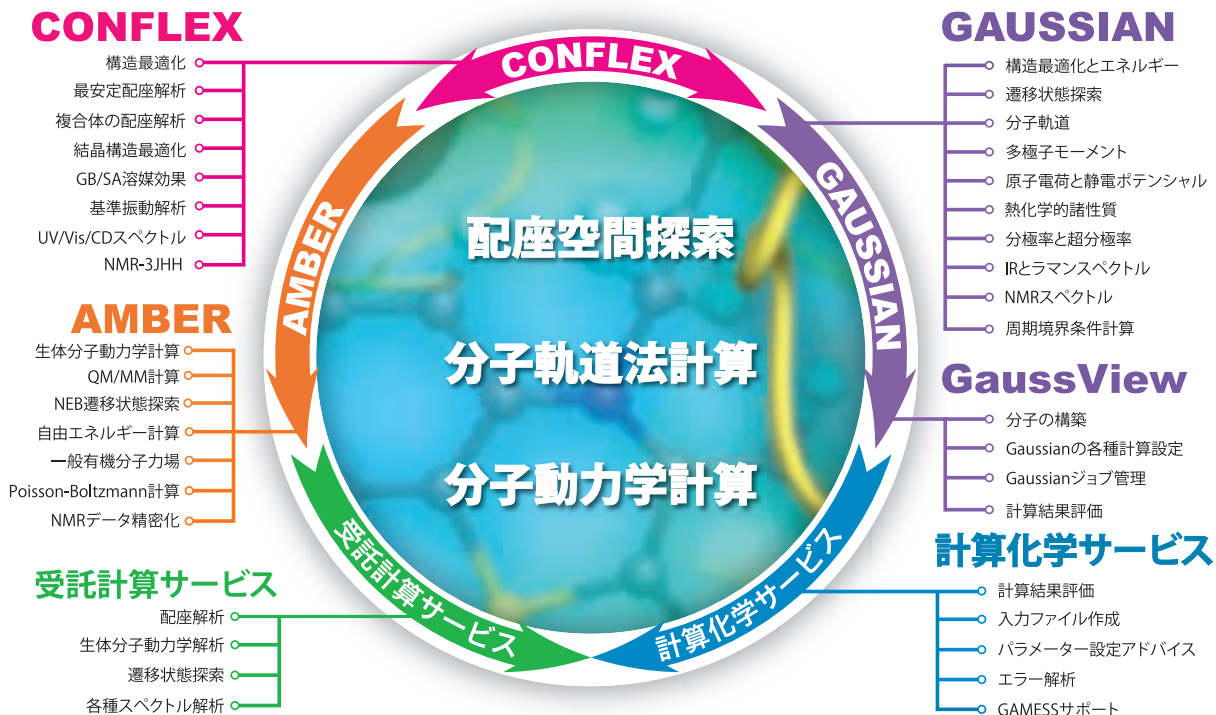 CONFLEX
構造最適化
最安定配座解析
複合体の配座解析
結晶構造最適化
GB/SA溶媒効果
基準振動解析
UV/Vis/CDスペクトル
NMR-3JHH
AMBER
生体分子動力学計算
QM/MM計算
NEB遷移状態探索
自由エネルギー計算
一般有機分子力場
Poisson-Boltzmann計算
NMRデータ精密化
受託計算サービス
配座解析
生体分子動力学解析
遷移状態探索
各種スペクトル解析
CONFLEX
AMBER
GAUSSIAN
配座空間探索
分子軌道法計算
分子動力学計算
受託計算サービス
計算化学サービス
GAUSSIAN
構造最適化とエネルギー
遷移状態探索
分子軌道
多極子モーメント
原子電荷と静電ポテンシャル
熱化学的諸性質
分極率と超分極率
IRとラマンスペクトル
NMRスペクトル
周期境界条件計算
GaussView
分子の構築
Gaussianの各種計算設定
Gaussianジョブ管理
計算結果評価
計算化学サービス
計算結果評価
入力ファイル作成
パラメーター設定アドバイス
エラー解析
GAMESSサポート